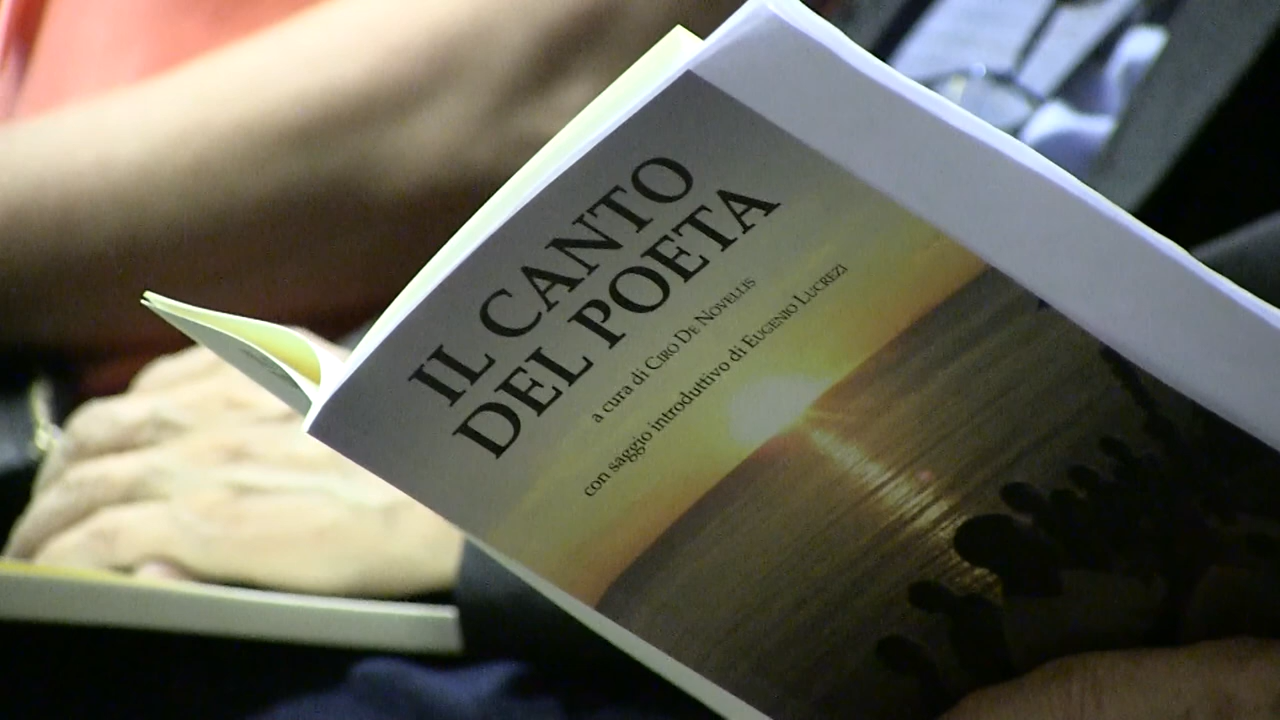 IL CANTO
DEL POETA
a cura di CIRO DE NOVELLIS
con saggio introduttivo di EUGENIO LUCREZI